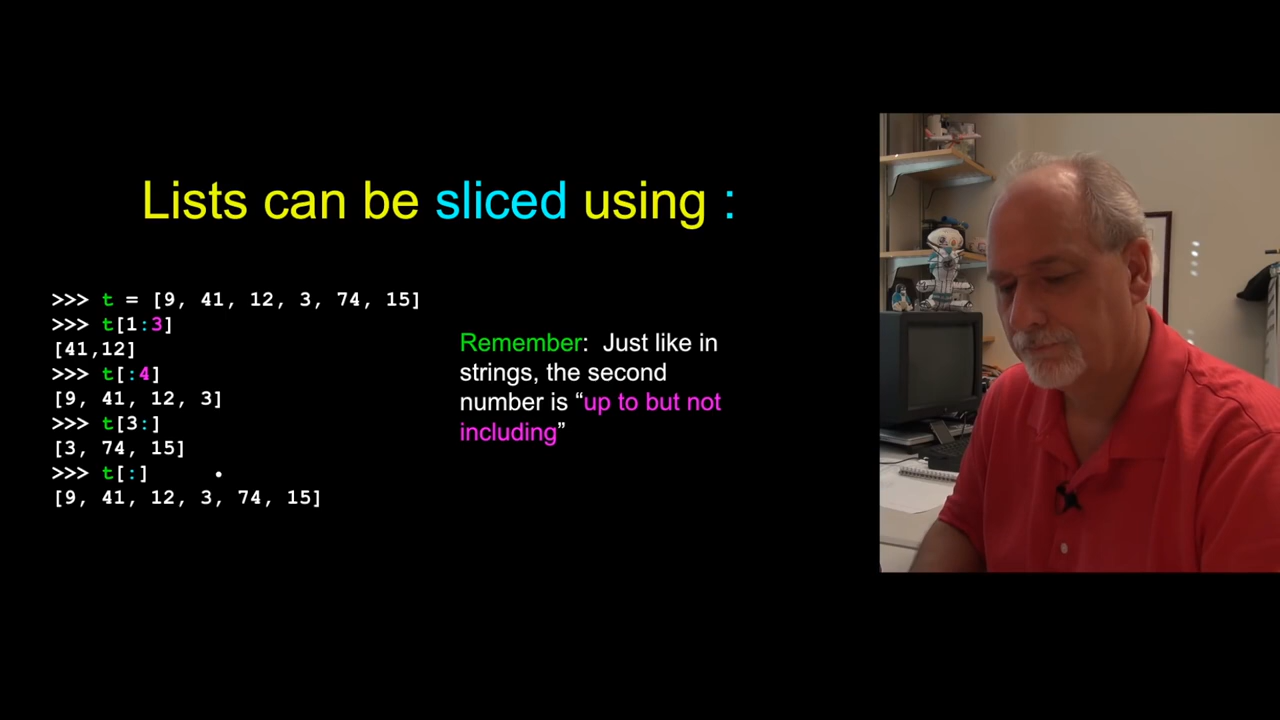 Lists can be sliced using :
>>> t = [9, 41, 12, 3, 74, 15]
>>> t[1:3]
[41,12]
>>> t[:4]
[9, 41, 12, 3]
>>> t[3:]
[3, 74, 15]
>>> t[:]
[9, 41, 12, 3, 74, 15]
Remember:  Just like in
strings, the second
number is “up to but not
including”